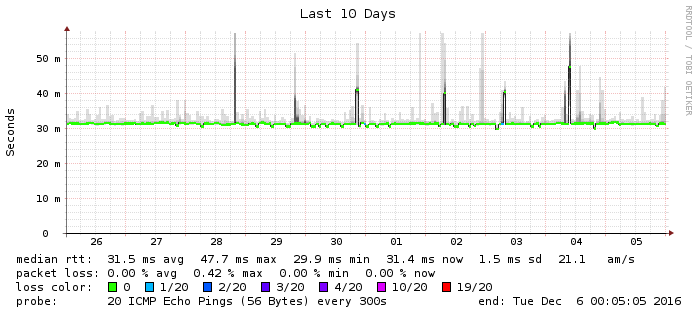 Last 10 Days
RRDTOOL / TOBI OETIKER
Seconds
50 m
40 m
30 m
20 m
10 m
0
26 27 28 29 30 01 02 03 04 05
median rtt: 31.5 ms avg 47.7 ms max 29.9 ms min 31.4 ms now 1.5 ms sd 21.1 am/s
packet loss: 0.00 % avg 0.42 % max 0.00 % min 0.00 % now
loss color: 0 1/20 2/20 3/20 4/20 10/20 19/20
probe: 20 ICMP Echo Pings (56 Bytes) every 300s end: Tue Dec 6 00:05:05 2016